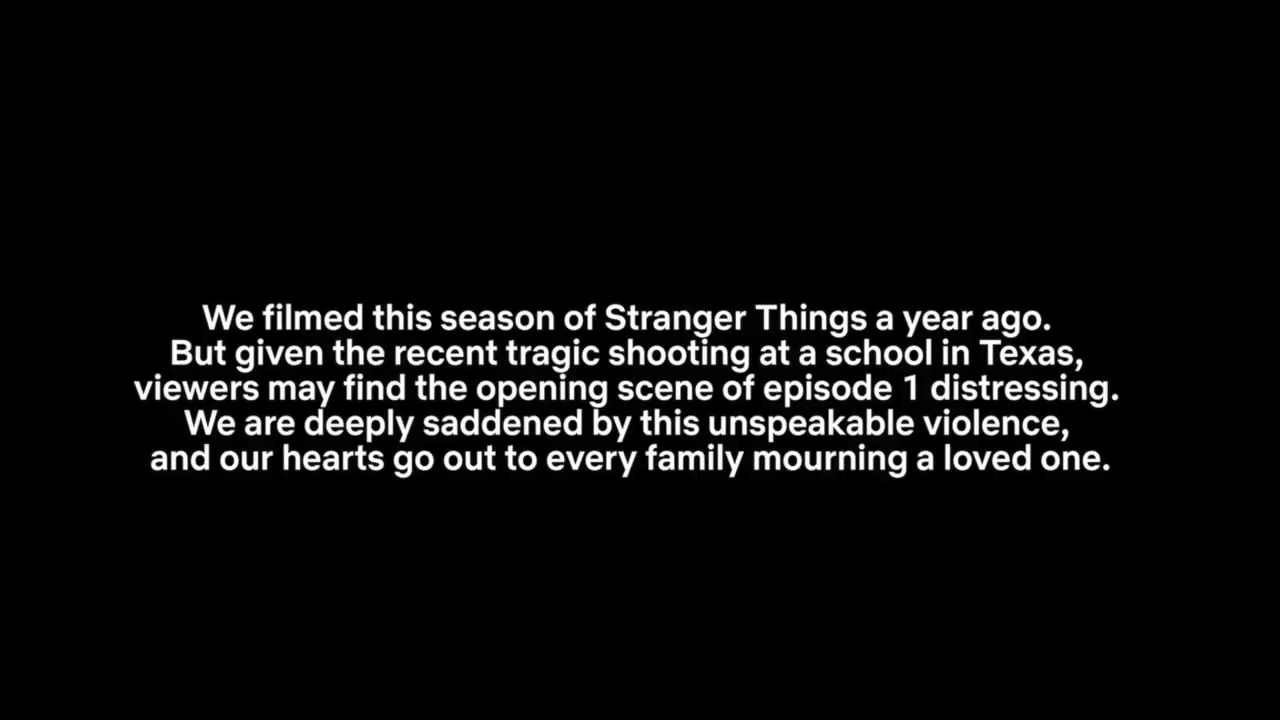 We filmed this season of Stranger Things a year ago.
But given the recent tragic shooting at a school in Texas,
viewers may find the opening scene of episode 1 distressing.
We are deeply saddened by this unspeakable violence,
and our hearts go out to every family mourning a loved one.